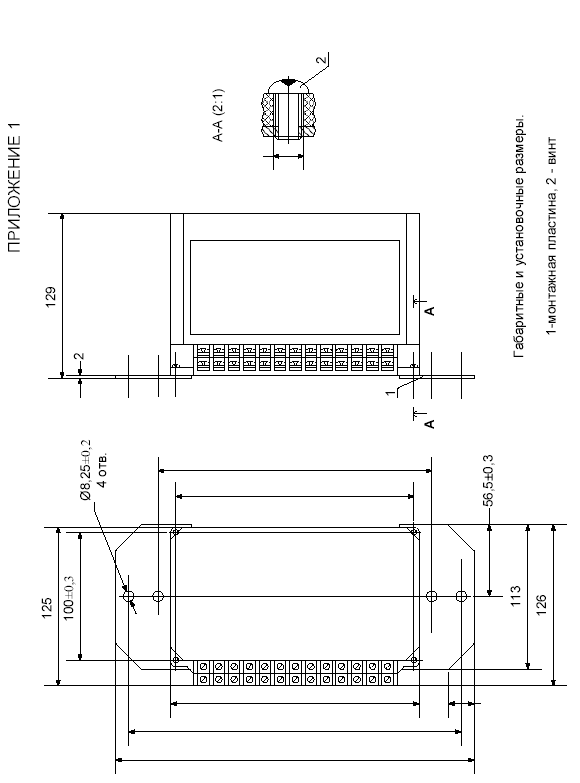 ПРИЛОЖЕНИЕ 1
А-А (2:1)
2
129
2
1
А
А
Ø8,25±0,2
4 отв.
56,5±0,3
125
100±0,3
113
126
Габаритные и установочные размеры.
1-монтажная пластина, 2 - винт